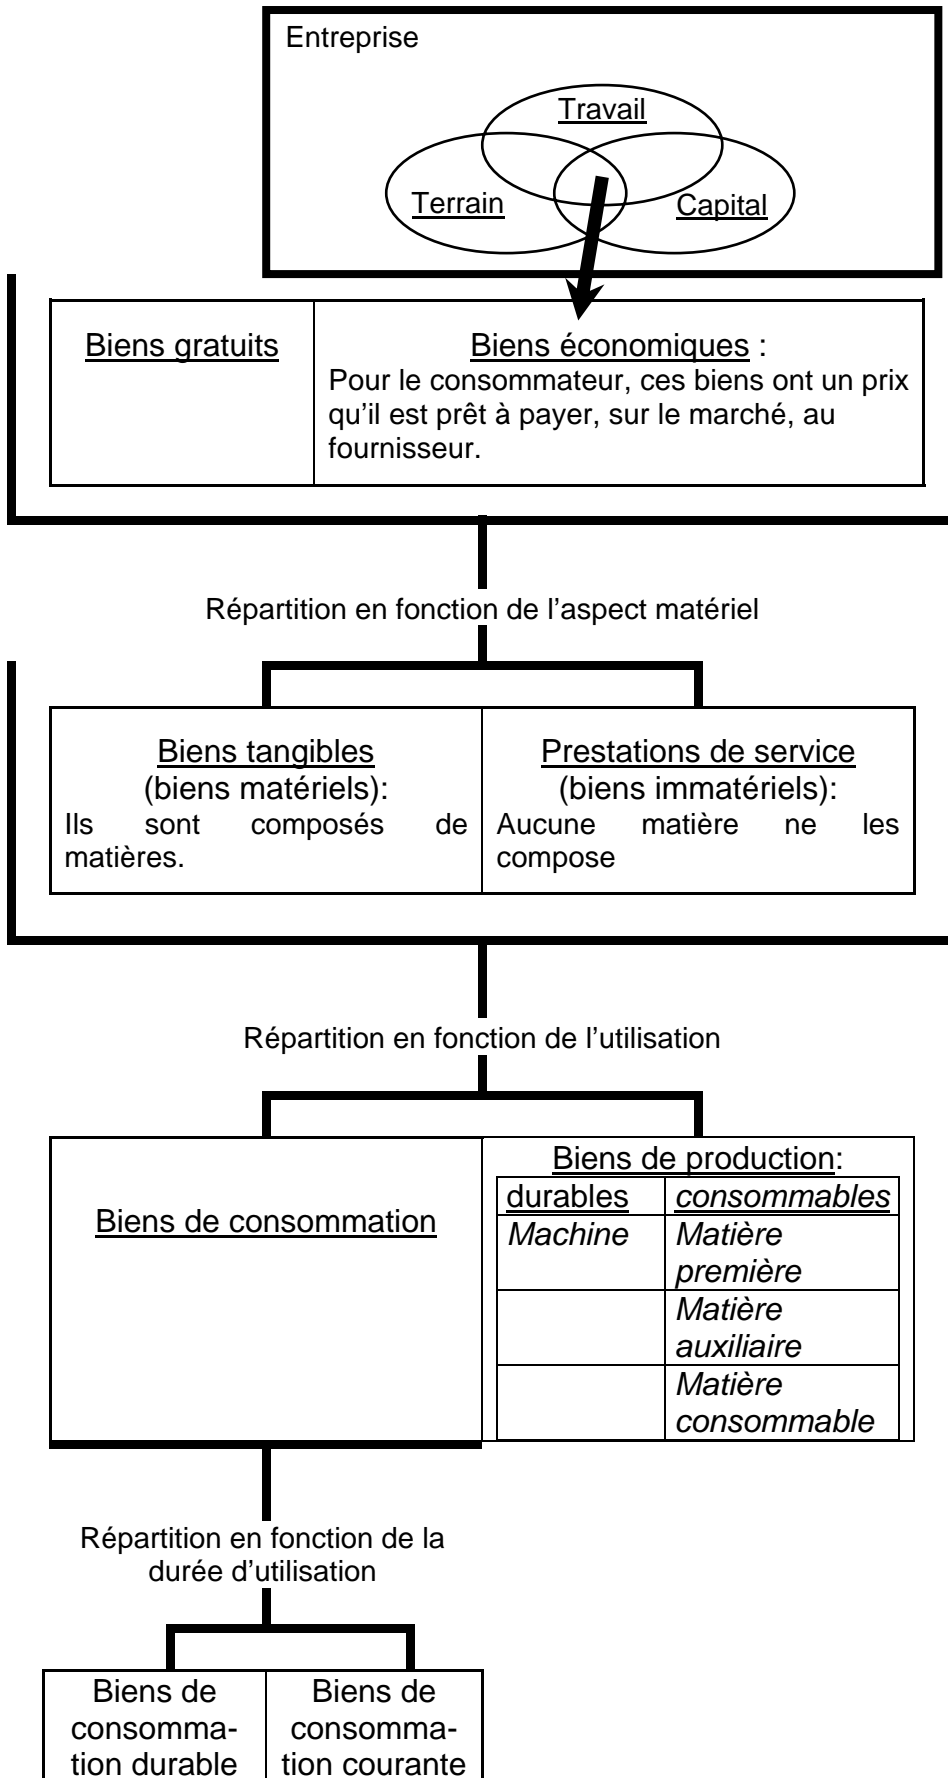 Entreprise
Travail
Terrain
Capital
Biens gratuits
Biens économiques :
Pour le consommateur, ces biens ont un prix
qu’il est prêt à payer, sur le marché, au
fournisseur.
Répartition en fonction de l’aspect matériel
Biens tangibles
(biens matériels):
Ils sont composés de
matières.
Prestations de service
(biens immatériels):
Aucune matière ne les
compose
Répartition en fonction de l’utilisation
Biens de consommation
Biens de production:
durables
consommables
Machine
Matière
première
Matière
auxiliaire
Matière
consommable
Répartition en fonction de la
durée d’utilisation
Biens de
consomma-
tion durable
Biens de
consomma-
tion courante